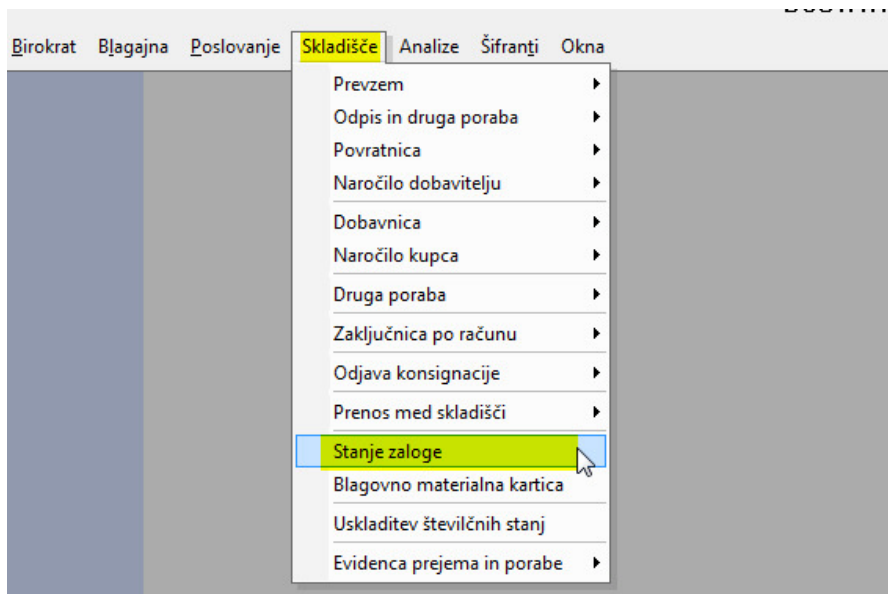 Birokrat Blagajna Poslovanje Skladišče Analize Šifranti Okna
Prevzem
Odpis in druga poraba
Povratnica
Naročilo dobavitelju
Dobavnica
Naročilo kupca
Druga poraba
Zaključnica po računu
Odjava konsignacije
Prenos med skladišči
Stanje zaloge
Blagovno materialna kartica
Uskladitev številčnih stanj
Evidenca prejema in porabe